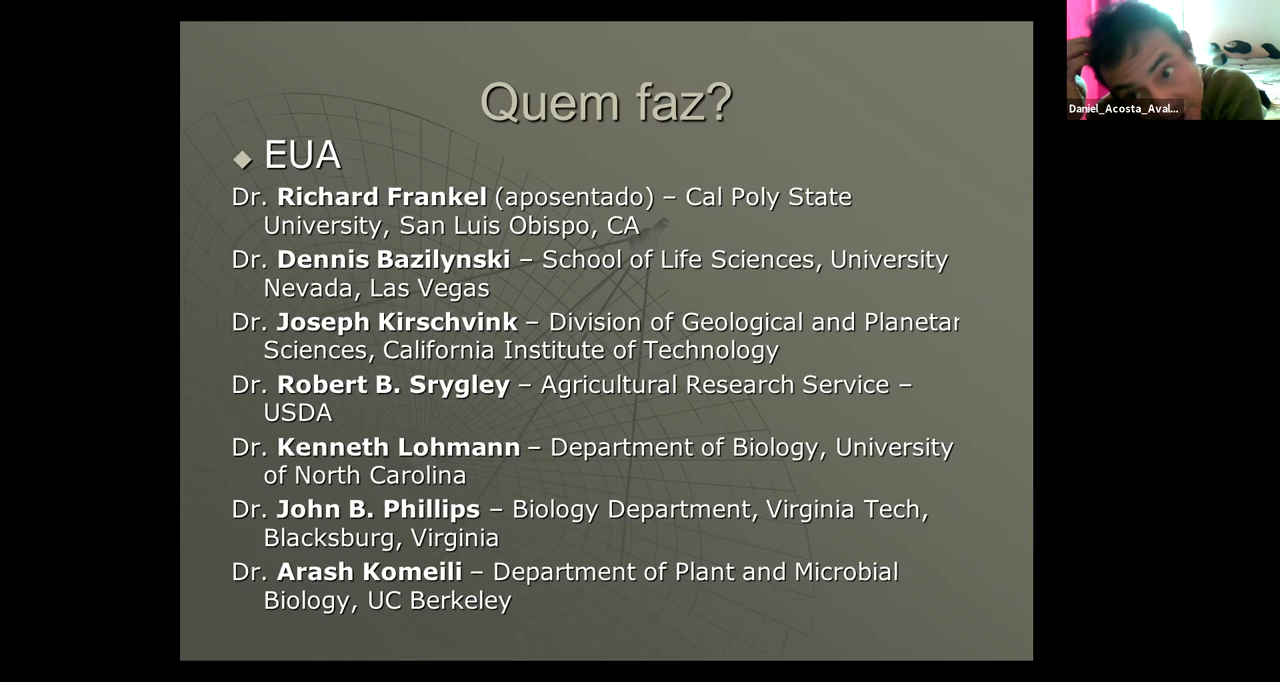 Quem faz?
EUA
Dr. Richard Frankel (aposentado) – Cal Poly State
University, San Luis Obispo, CA
Dr. Dennis Bazilynski – School of Life Sciences, University
Nevada, Las Vegas
Dr. Joseph Kirschvink – Division of Geological and Planetar
Sciences, California Institute of Technology
Dr. Robert B. Srygley – Agricultural Research Service –
USDA
Dr. Kenneth Lohmann – Department of Biology, University
of North Carolina
Dr. John B. Phillips – Biology Department, Virginia Tech,
Blacksburg, Virginia
Dr. Arash Komeili – Department of Plant and Microbial
Biology, UC Berkeley
Daniel_Acosta_Aval...